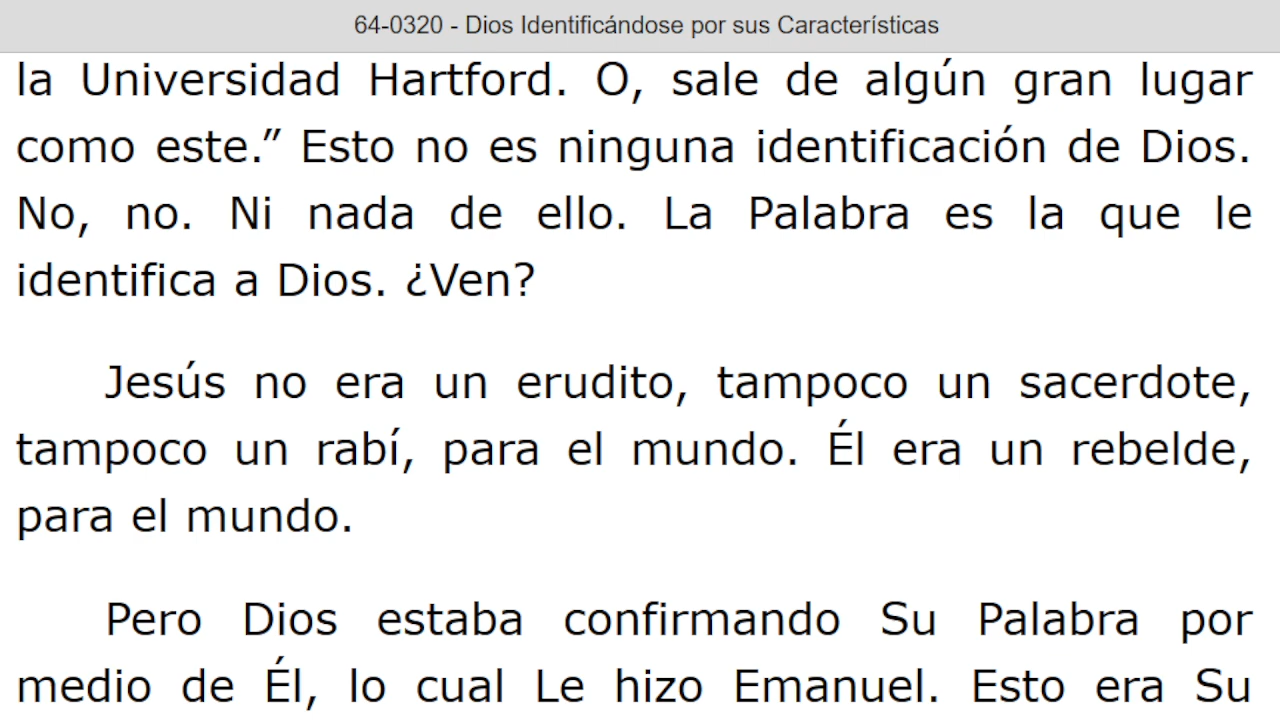 64-0320 - Dios Identificándose por sus Características
la Universidad Hartford. O, sale de algún gran lugar
como este.” Esto no es ninguna identificación de Dios.
No, no. Ni nada de ello. La Palabra es la que le
identifica a Dios. ¿Ven?
Jesús no era un erudito, tampoco un sacerdote,
tampoco un rabí, para el mundo. Él era un rebelde,
para el mundo.
Pero Dios estaba confirmando Su Palabra por
medio de Él, lo cual Le hizo Emanuel. Esto era Su